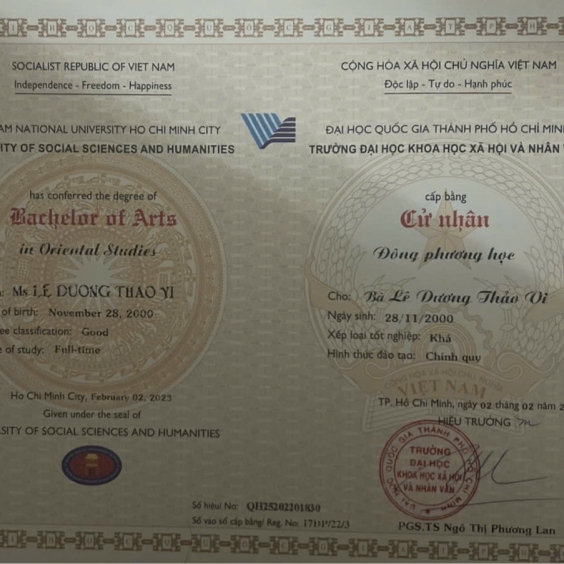 SOCIALIST REPUBLIC OF VIET NAM
Independence - Freedom - Happiness
NATIONAL UNIVERSITY HO CHI MINH CITY
OF SOCIAL SCIENCES AND HUMANITIES
has conferred the degree of
Bachelor of Arts
in Oriental Studies
Ms LE DUONG THAO VI
of birth: November 28, 2000
classification: Good
of study: Full-time
Ho Chi Minh City, February 02, 2023
Given under the seal of
OF SOCIAL SCIENCES AND HUMANITIES
CỘNG HÒA XÃ HỘI CHỦ NGHĨA VIỆT NAM
Độc lập - Tự do - Hạnh phúc
ĐẠI HỌC QUỐC GIA THÀNH PHỐ HỒ CHÍ MIN
TRƯỜNG ĐẠI HỌC KHOA HỌC XÃ HỘI VÀ NHÂN
cấp bằng
Cử nhân
Đông phương học
Cho: Bà Lê Dương Thảo Vi
Ngày sinh: 28/11/2000
Xếp loại tốt nghiệp: Khá
Hình thức đào tạo: Chính quy
VIỆT NAM
TP. Hồ Chí Minh, ngày 02 tháng 02 năm 2
HIỆU TRƯỞNG
TRƯỜNG
ĐẠI HỌC
KHOA HỌC XÃ HỘI
VÀ NHÂN VĂN
PGS.TS Ngô Thị Phương Lan
Số hiệu/ No: QH25202201830
Số vào sổ cấp bằng/ Reg. No: